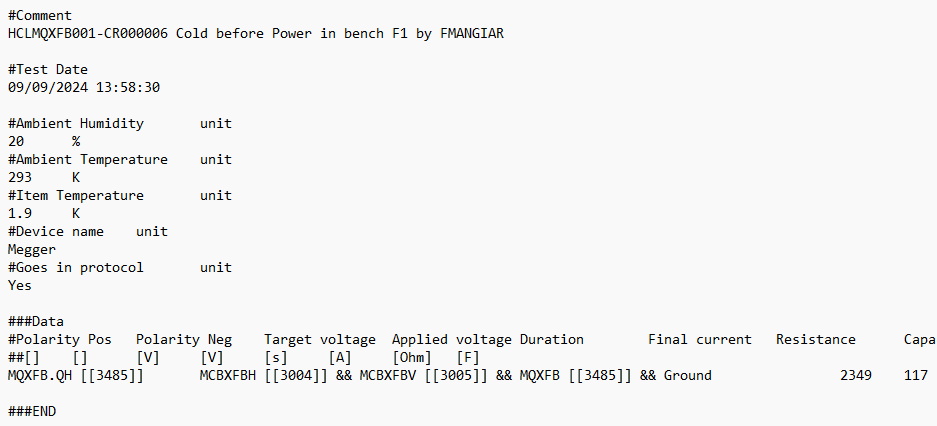 #Comment
HCLMQXFB001-CR000006 Cold before Power in bench F1 by FMANGIAR
#Test Date
09/09/2024 13:58:30
#Ambient Humidity unit
20 %
#Ambient Temperature unit
293 K
#Item Temperature unit
1.9 K
#Device name unit
Megger
#Goes in protocol unit
Yes
###Data
#Polarity Pos Polarity Neg Target voltage Applied voltage Duration Final current Resistance Capa
##[] [] [V] [V] [s] [A] [Ohm] [F]
MQXFB.QH [[3485]] MCBXFBH [[3004]] && MCBXFBV [[3005]] && MQXFB [[3485]] && Ground 2349 117
###END